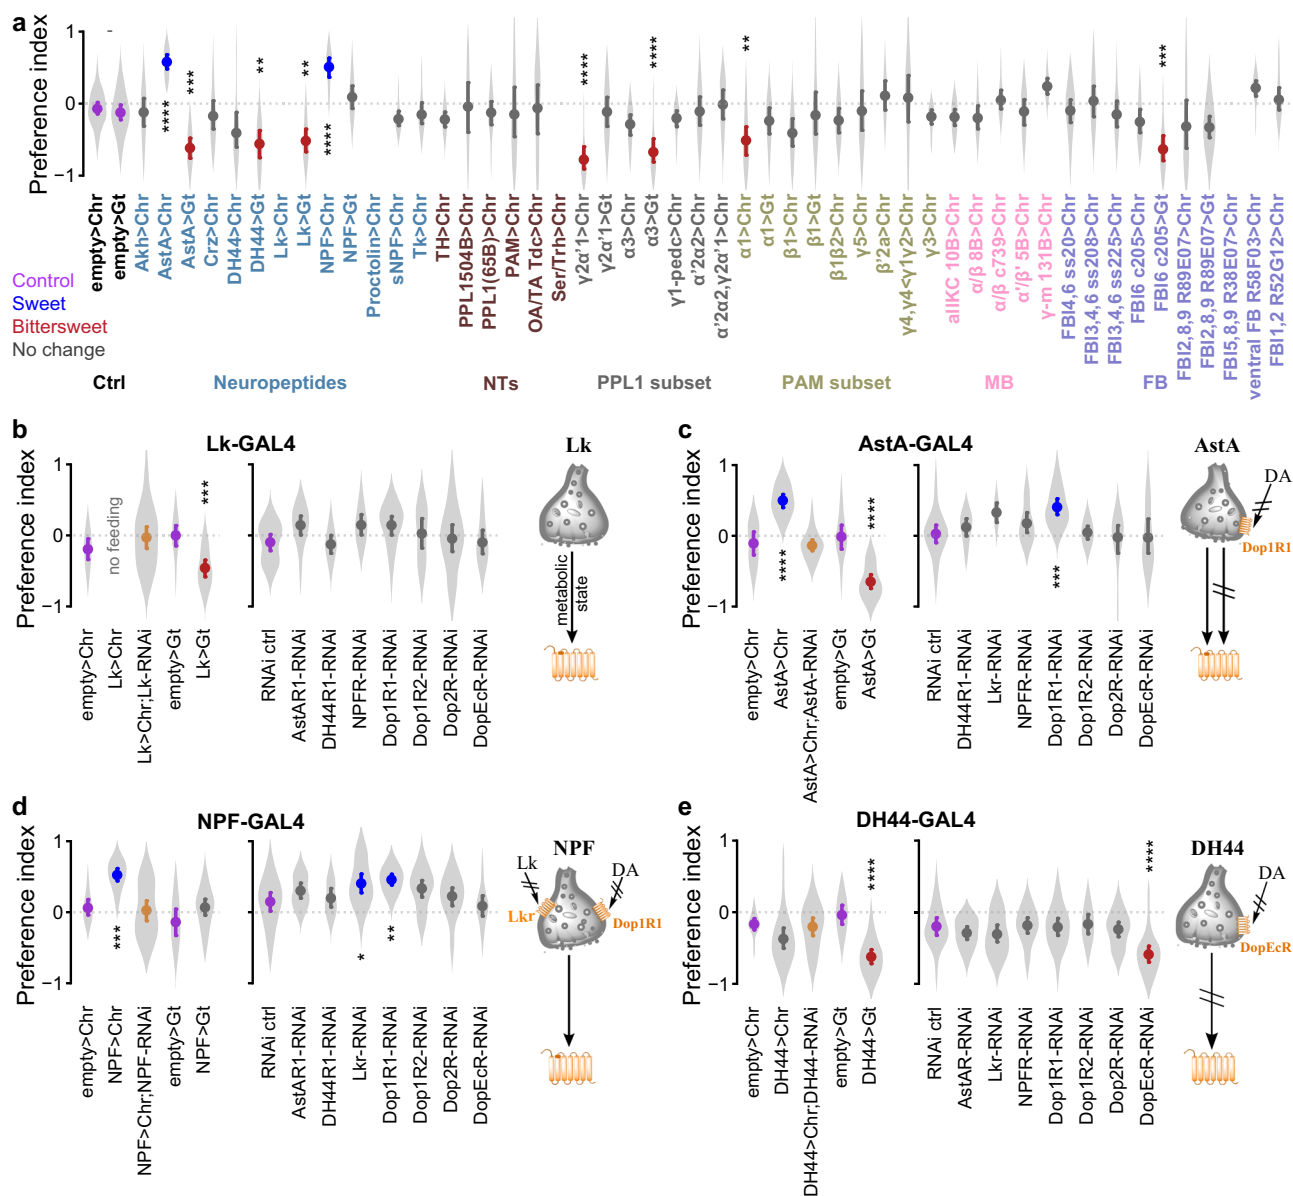 a
Preference index
1
0
−1
****
***
**
**
****
****
****
**
***
empty>Chr
empty>Gt
Akh>Chr
AstA>Chr
AstA>Gt
Crz>Chr
DH44>Chr
DH44>Gt
Lk>Chr
Lk>Gt
NPF>Chr
NPF>Gt
Proctolin>Chr
sNPF>Chr
Tk>Chr
TH>Chr
PPL1504B>Chr
PPL1(65B)>Chr
PAM>Chr
OA/TA Tdc>Chr
Ser/Trh>Chr
γ2α'1>Chr
γ2α'1>Gt
α3>Chr
α3>Gt
γ1-pedc>Chr
α'2α2>Chr
α'2α2,γ2α'1>Chr
α1>Chr
α1>Gt
β1>Chr
β1>Gt
β1β2>Chr
γ5>Chr
β'2a>Chr
γ4,γ4<γ1γ2>Chr
γ3>Chr
allKC 10B>Chr
α/β 8B>Chr
α/β c739>Chr
α'/β' 5B>Chr
γ-m 131B>Chr
FBl4,6 ss20>Chr
FBl3,4,6 ss208>Chr
FBl3,4,6 ss225>Chr
FBl6 c205>Chr
FBl6 c205>Gt
FBl2,8,9 R89E07>Chr
FBl2,8,9 R89E07>Gt
FBl5,8,9 R38E07>Chr
ventral FB R58F03>Chr
FBl1,2 R52G12>Chr
Control
Sweet
Bittersweet
No change
Ctrl
Neuropeptides
NTs
PPL1 subset
PAM subset
MB
FB
b
Lk-GAL4
Preference index
1
0
−1
no feeding
***
empty>Chr
Lk>Chr
Lk>Chr;Lk-RNAi
empty>Gt
Lk>Gt
RNAi ctrl
AstAR1-RNAi
DH44R1-RNAi
NPFR-RNAi
Dop1R1-RNAi
Dop1R2-RNAi
Dop2R-RNAi
DopEcR-RNAi
Lk
metabolic
state
c
AstA-GAL4
Preference index
1
0
−1
****
****
***
empty>Chr
AstA>Chr
AstA>Chr;AstA-RNAi
empty>Gt
AstA>Gt
RNAi ctrl
DH44R1-RNAi
Lkr-RNAi
NPFR-RNAi
Dop1R1-RNAi
Dop1R2-RNAi
Dop2R-RNAi
DopEcR-RNAi
AstA
DA
Dop1R1
d
NPF-GAL4
Preference index
1
0
−1
***
*
**
empty>Chr
NPF>Chr
NPF>Chr;NPF-RNAi
empty>Gt
NPF>Gt
RNAi ctrl
AstAR1-RNAi
DH44R1-RNAi
Lkr-RNAi
Dop1R1-RNAi
Dop1R2-RNAi
Dop2R-RNAi
DopEcR-RNAi
NPF
Lk
DA
Lkr
Dop1R1
e
DH44-GAL4
Preference index
1
0
−1
****
****
empty>Chr
DH44>Chr
DH44>Chr;DH44-RNAi
empty>Gt
DH44>Gt
RNAi ctrl
AstAR-RNAi
Lkr-RNAi
NPFR-RNAi
Dop1R1-RNAi
Dop1R2-RNAi
Dop2R-RNAi
DopEcR-RNAi
DH44
DA
DopEcR